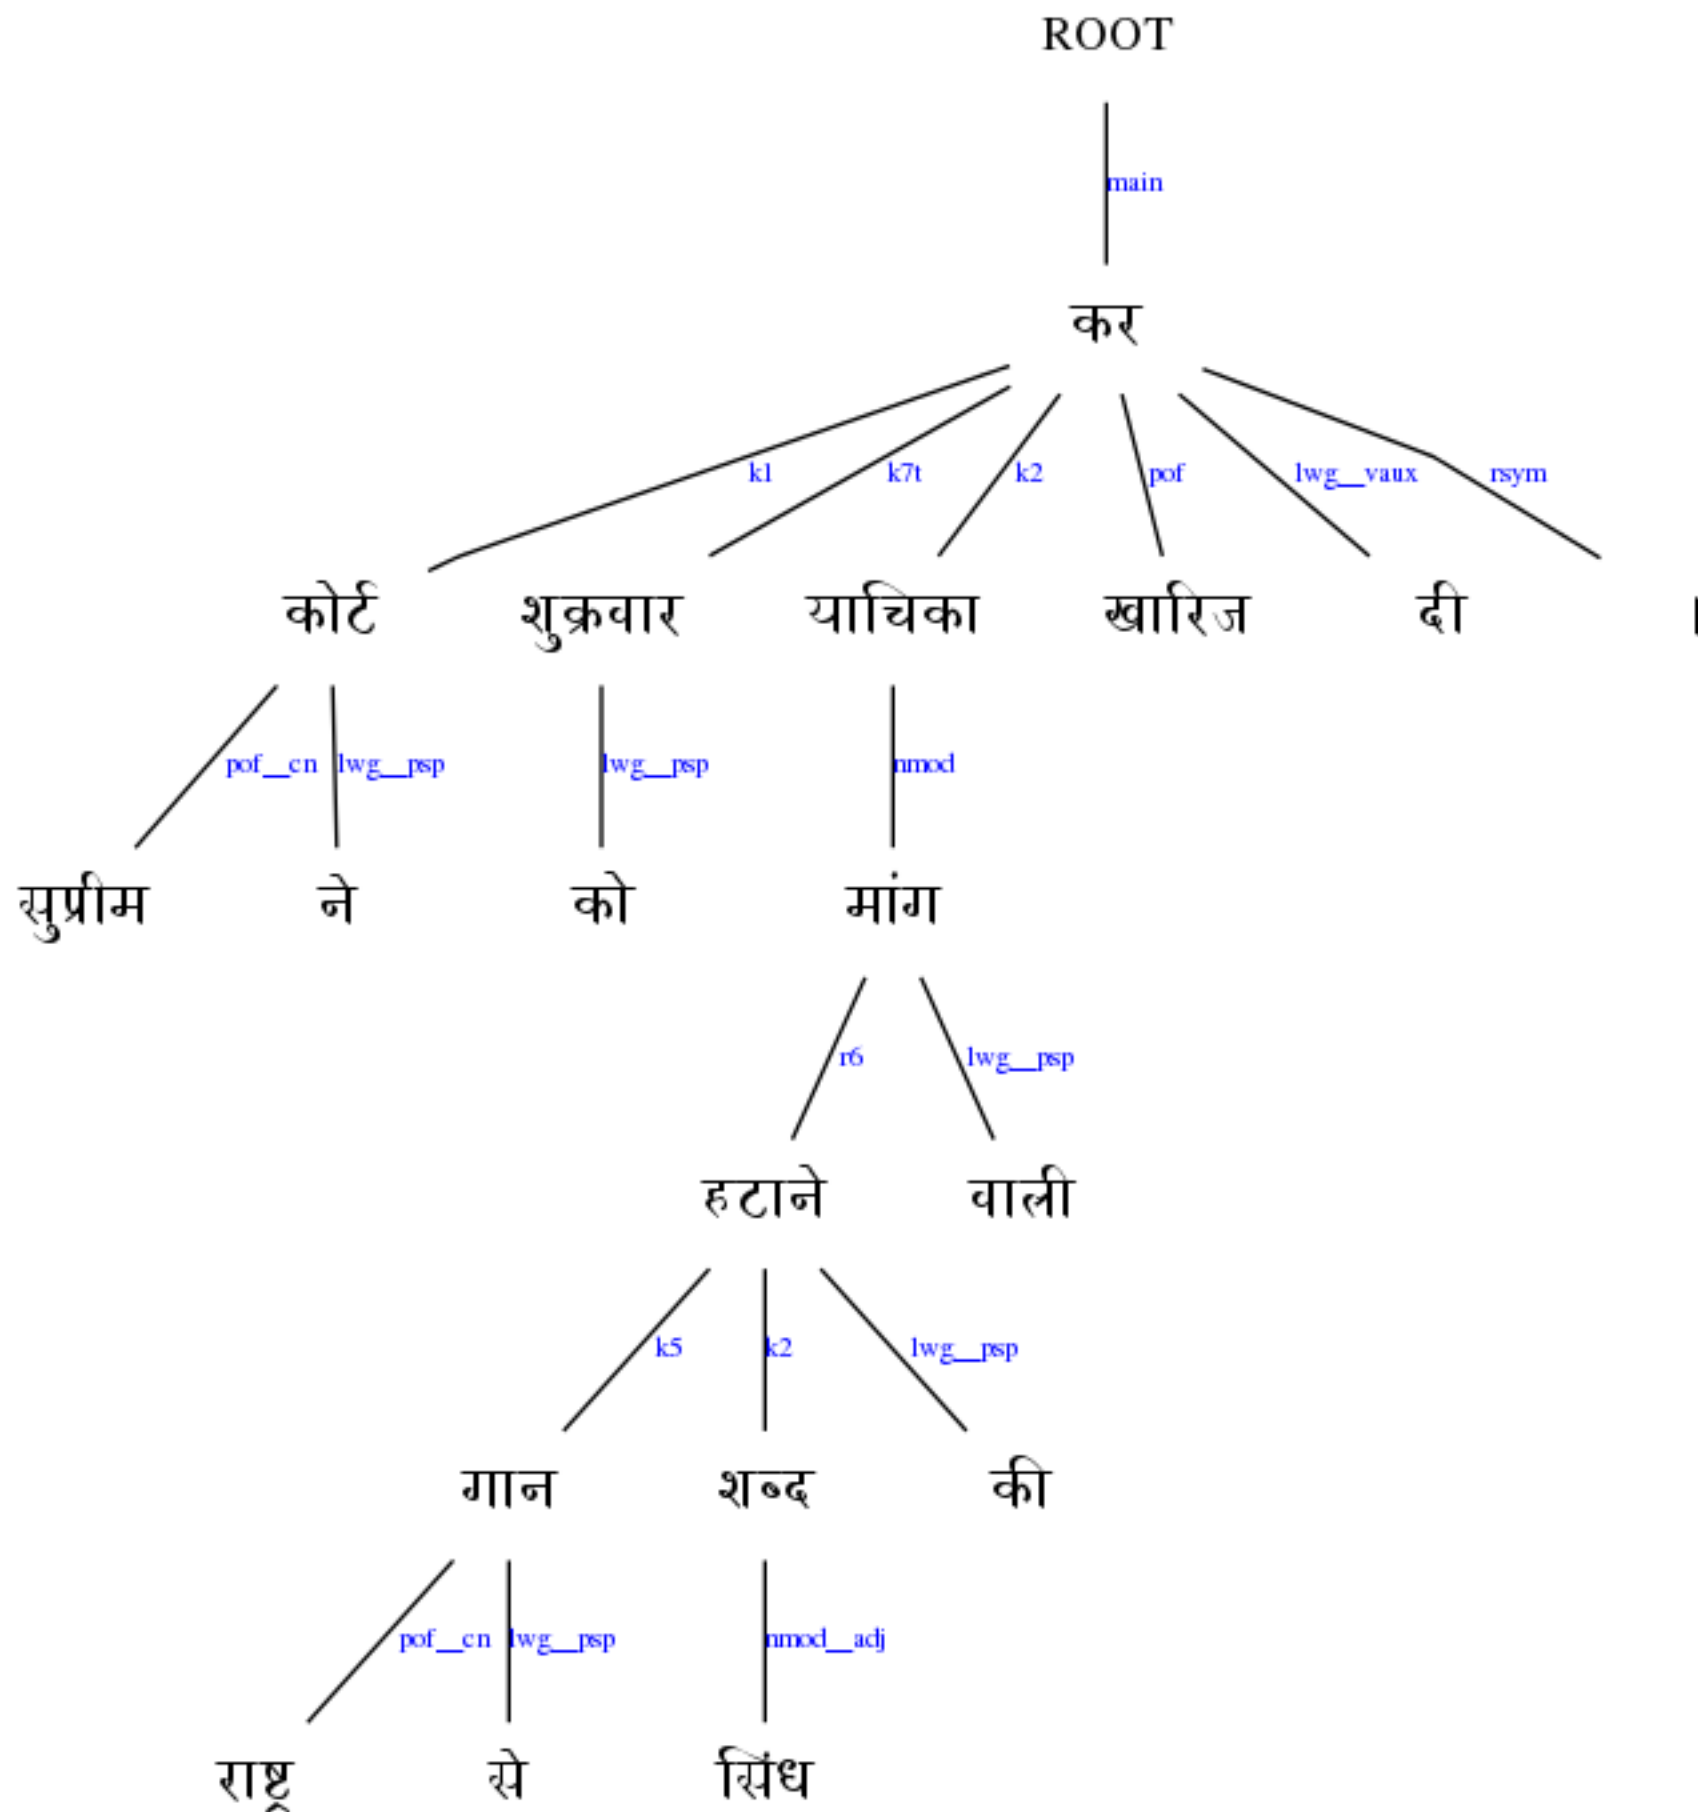 ROOT
main
कर
k1 k7t k2 pof lwg__vaux rsym
कोर्ट शुक्रवार याचिका खारिज दी ।
pof__cn lwg__psp lwg__psp nmod
सुप्रीम ने को मांग
r6 lwg__psp
हटाने वाली
k5 k2 lwg__psp
गान शब्द की
pof__cn lwg__psp nmod__adj
राष्ट्र से सिंध